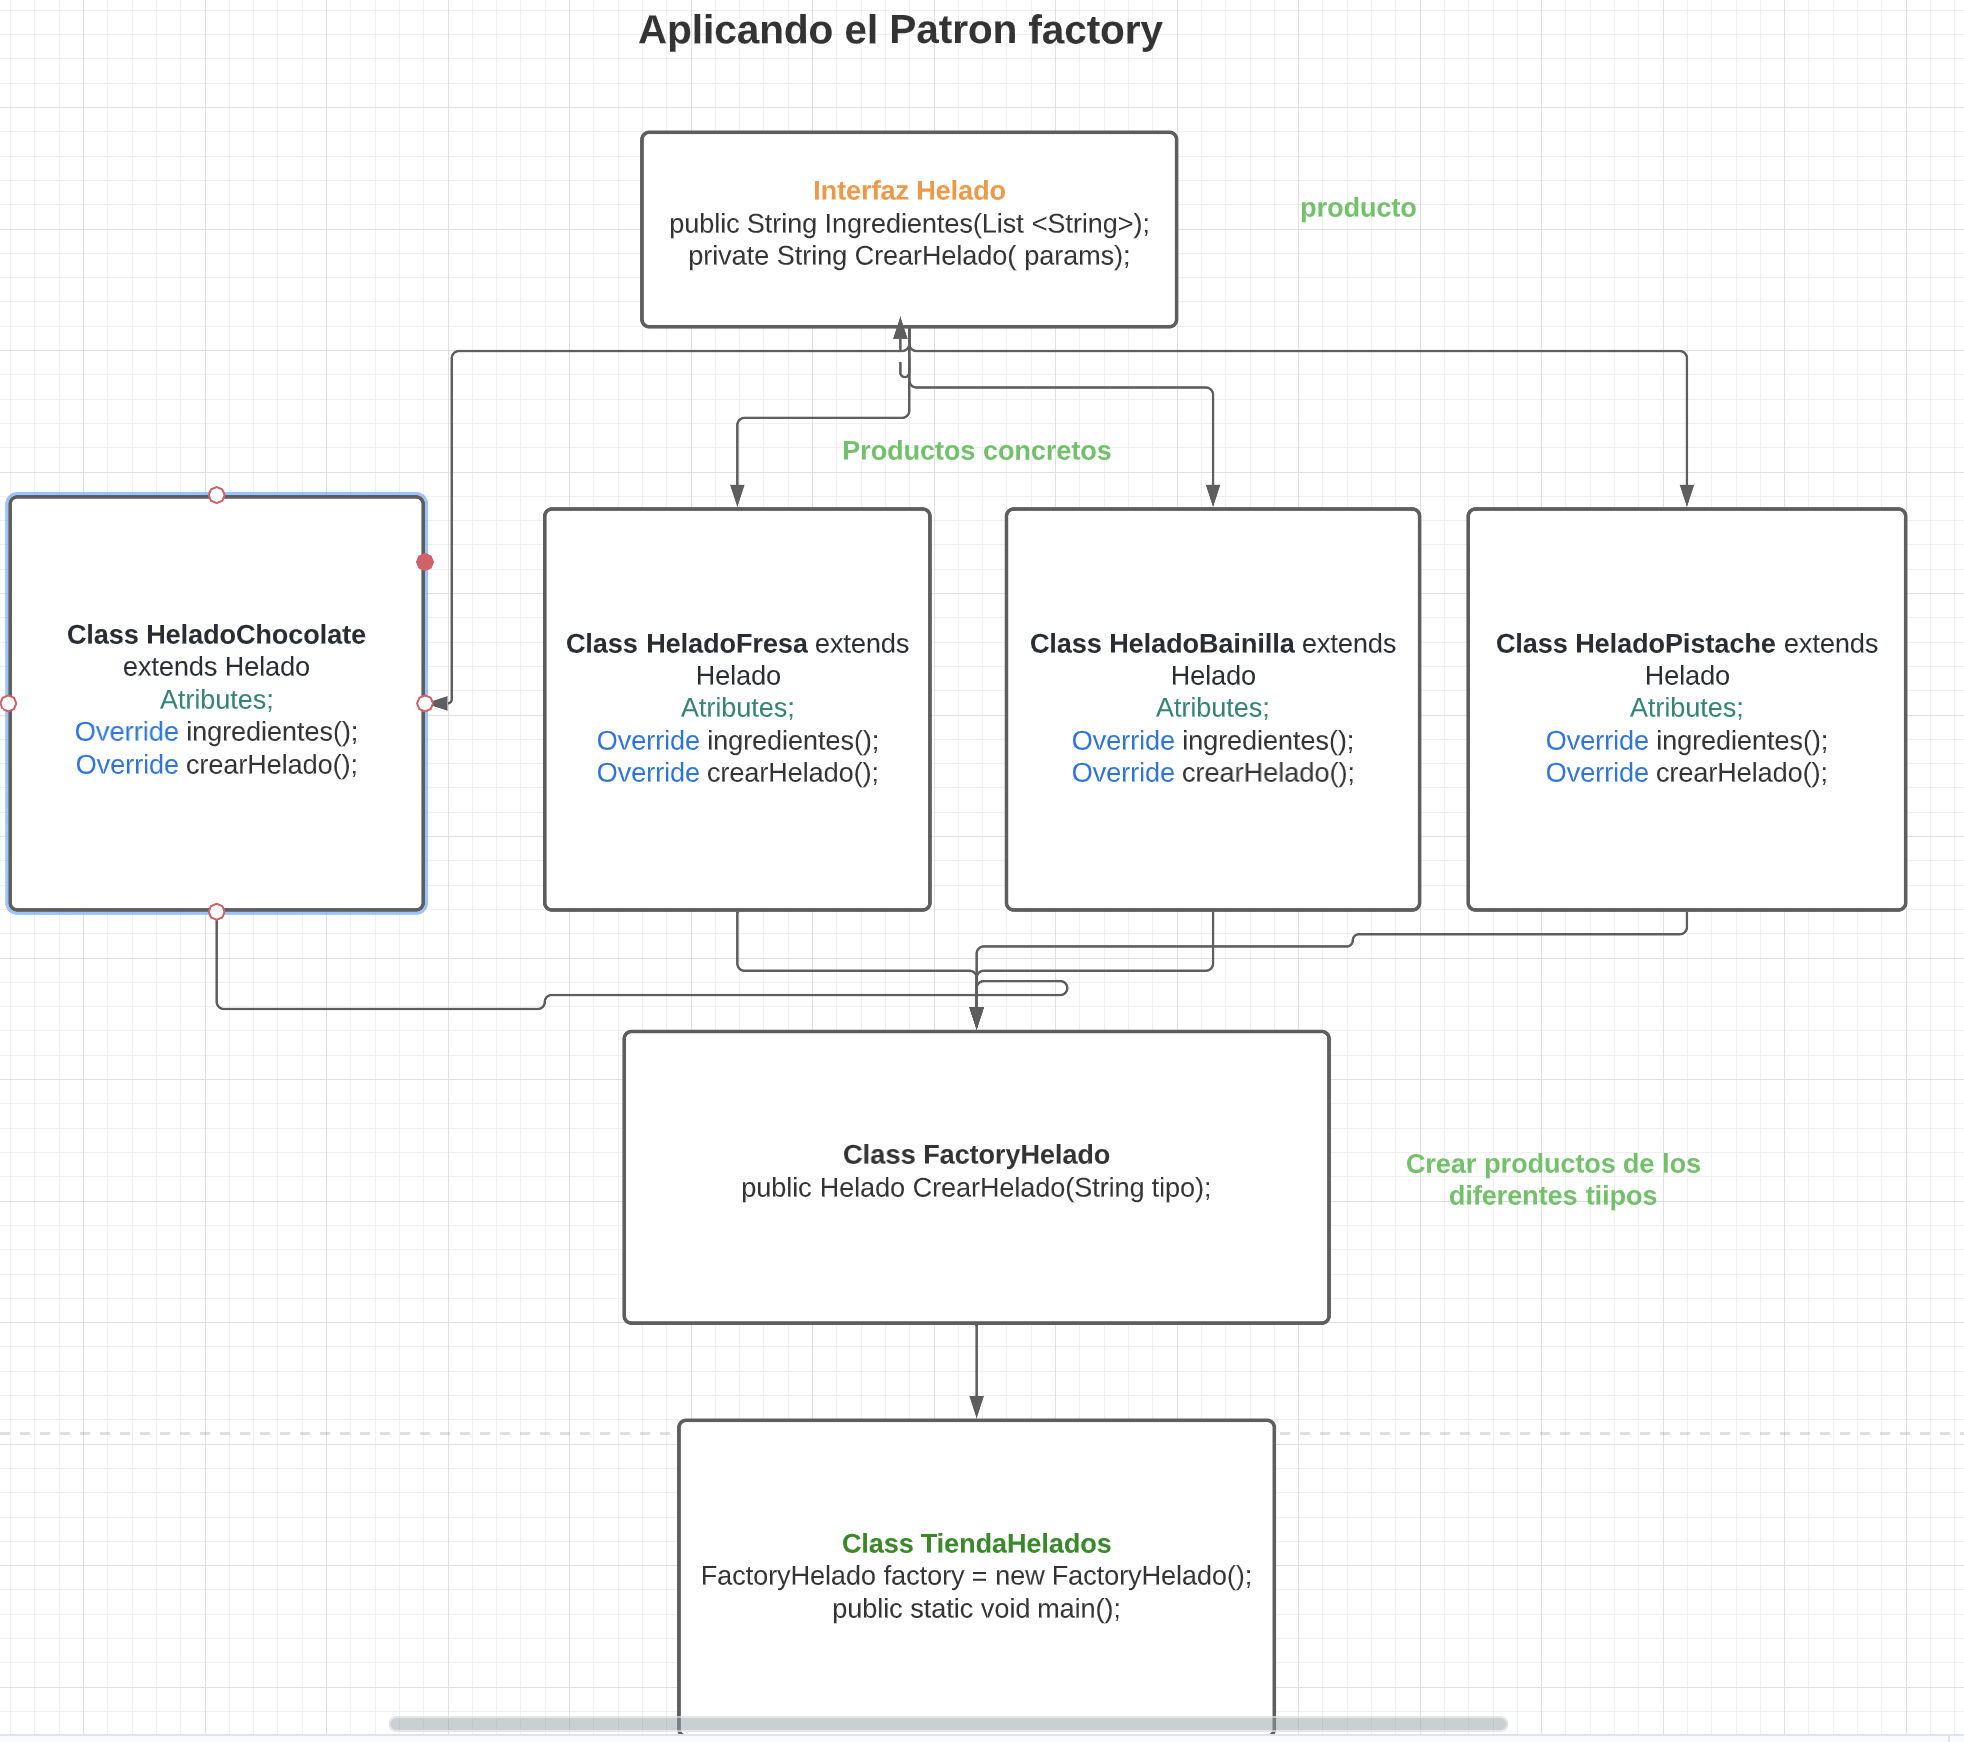 Aplicando el Patron factory
Interfaz Helado
public String Ingredientes(List <String>);
private String CrearHelado( params);
producto
Productos concretos
Class HeladoChocolate
extends Helado
Atributes;
Override ingredientes();
Override crearHelado();
Class HeladoFresa extends
Helado
Atributes;
Override ingredientes();
Override crearHelado();
Class HeladoBainilla extends
Helado
Atributes;
Override ingredientes();
Override crearHelado();
Class HeladoPistache extends
Helado
Atributes;
Override ingredientes();
Override crearHelado();
Class FactoryHelado
public Helado CrearHelado(String tipo);
Crear productos de los
diferentes tiipos
Class TiendaHelados
FactoryHelado factory = new FactoryHelado();
public static void main();